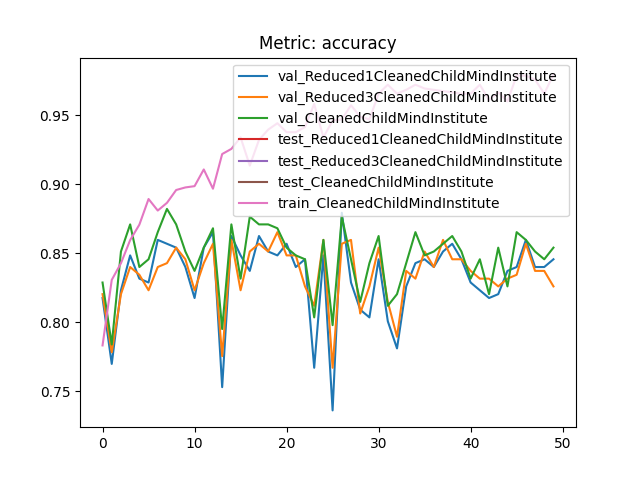 Metric: accuracy
val_Reduced1CleanedChildMindInstitute
val_Reduced3CleanedChildMindInstitute
val_CleanedChildMindInstitute
test_Reduced1CleanedChildMindInstitute
test_Reduced3CleanedChildMindInstitute
test_CleanedChildMindInstitute
train_CleanedChildMindInstitute
0.95
0.90
0.85
0.80
0.75
0 10 20 30 40 50